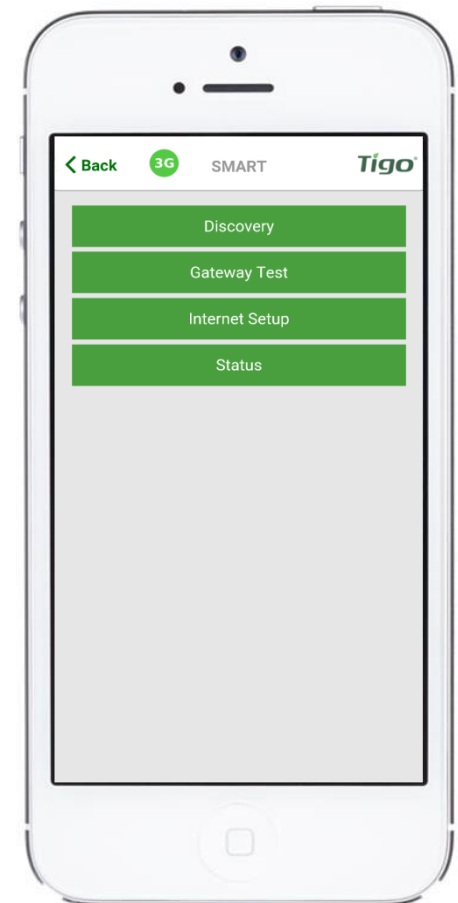 Back 3G SMART Tigo
Discovery
Gateway Test
Internet Setup
Status